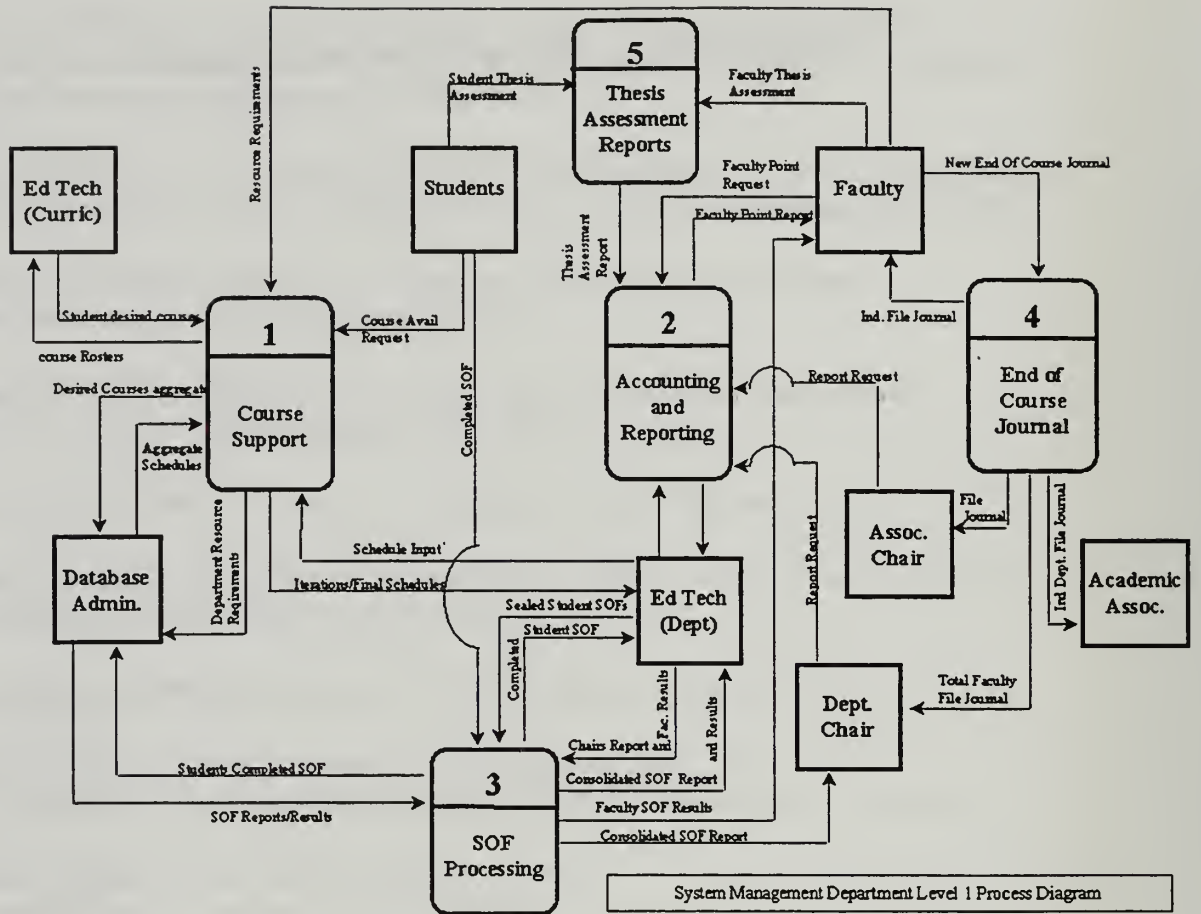 5
Thesis
Assessment
Reports
Student Thesis
Assessment
Faculty Thesis
Assessment
Resource Requirements
Ed Tech
(Curric)
Students
Faculty Point
Request
Faculty
New End Of Course Journal
Faculty Point Report
Thesis
Assessment
Report
Student desired courses
course Rosters
1
Course
Support
Course Avail
Request
2
Accounting
and
Reporting
Ind. File Journal
4
End of
Course
Journal
Desired Courses aggregate
Aggregate
Schedules
Completed SOF
Report Request
File
Journal
Assoc.
Chair
Ind Dept. File Journal
Academic
Assoc.
Database
Admin.
Department Resource
Requirements
Schedule Input
Iterations/Final Schedules
Ed Tech
(Dept)
Sealed Student SOFs
Student SOF
Completed
Report Request
Dept.
Chair
Total Faculty
File Journal
Fac. Results
Chairs Report and
and Results
Students Completed SOF
SOF Reports/Results
3
SOF
Processing
Consolidated SOF Report
Faculty SOF Results
Consolidated SOF Report
System Management Department Level 1 Process Diagram